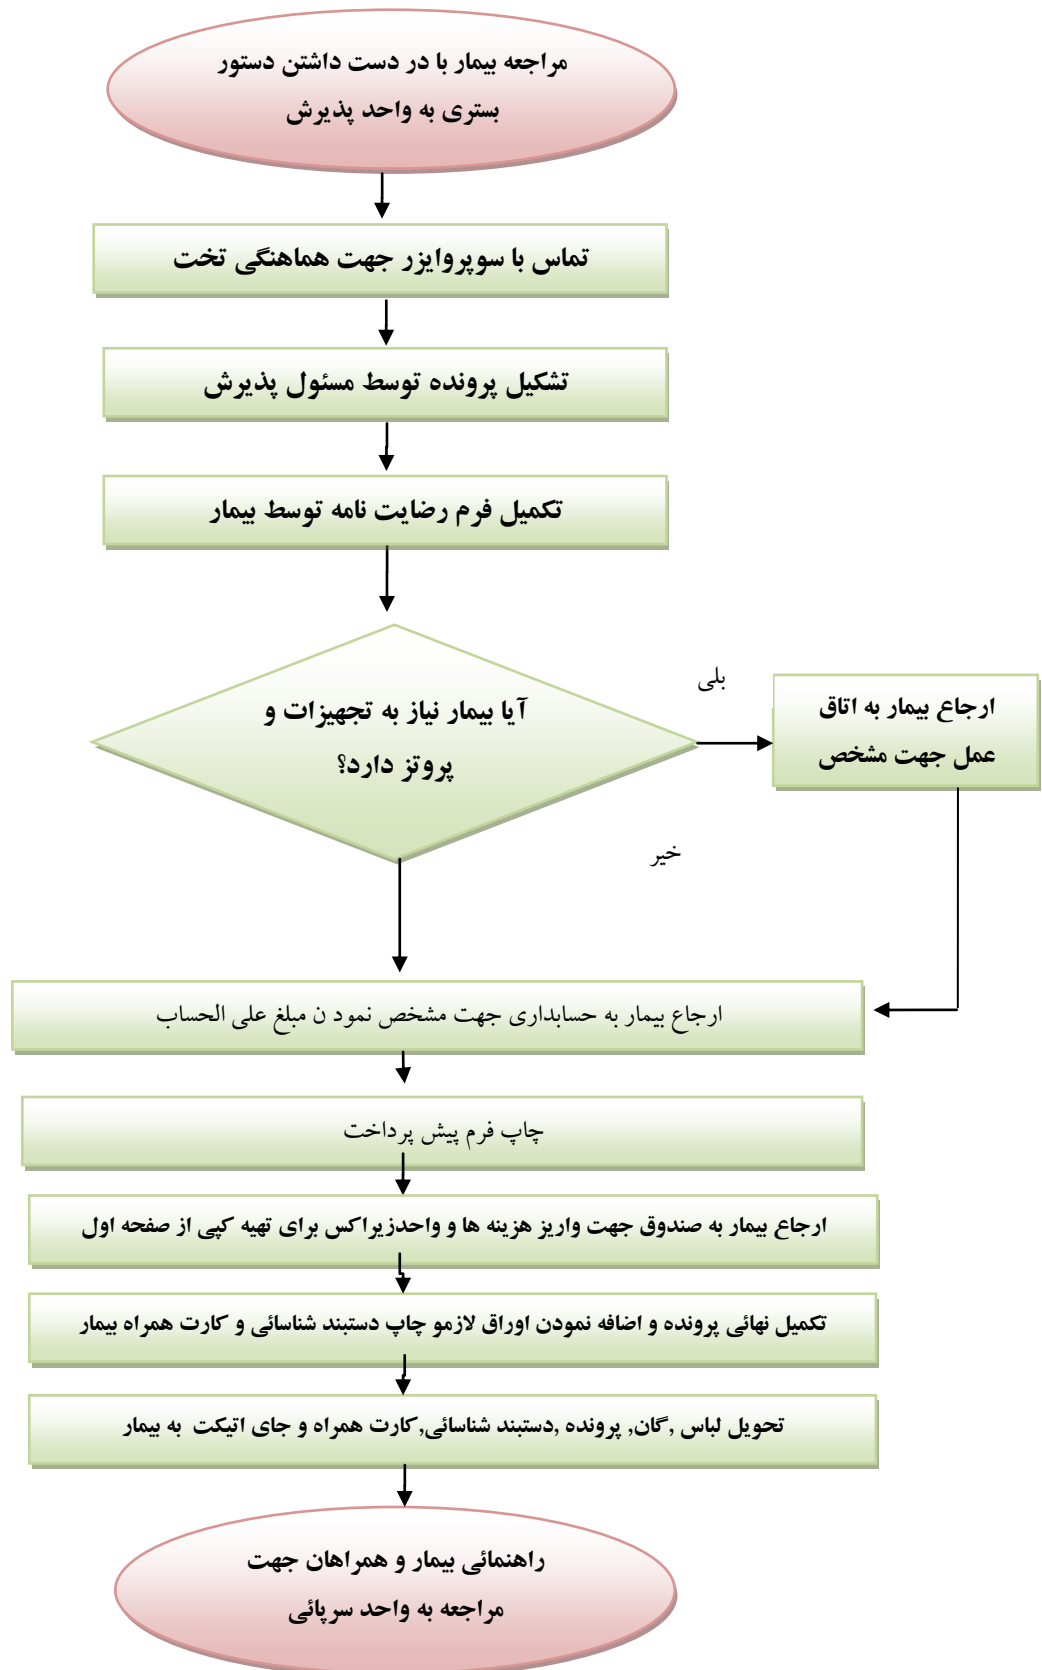 مراجعه بیمار با در دست داشتن دستور
بستری به واحد پذیرش
تماس با سوپروایزر جهت هماهنگی تخت
تشکیل پرونده توسط مسئول پذیرش
تکمیل فرم رضایت نامه توسط بیمار
آیا بیمار نیاز به تجهیزات و
پروتز دارد؟
بلی
ارجاع بیمار به اتاق
عمل جهت مشخص
خیر
ارجاع بیمار به حسابداری جهت مشخص نمود ن مبلغ علی الحساب
چاپ فرم پیش پرداخت
ارجاع بیمار به صندوق جهت واریز هزینه ها و واحدزیراکس برای تهیه کپی از صفحه اول
تکمیل نهائی پرونده و اضافه نمودن اوراق لازمو چاپ دستبند شناسائی و کارت همراه بیمار
تحویل لباس ,گان, پرونده ,دستبند شناسائی,کارت همراه و جای اتیکت به بیمار
راهنمائی بیمار و همراهان جهت
مراجعه به واحد سرپائی